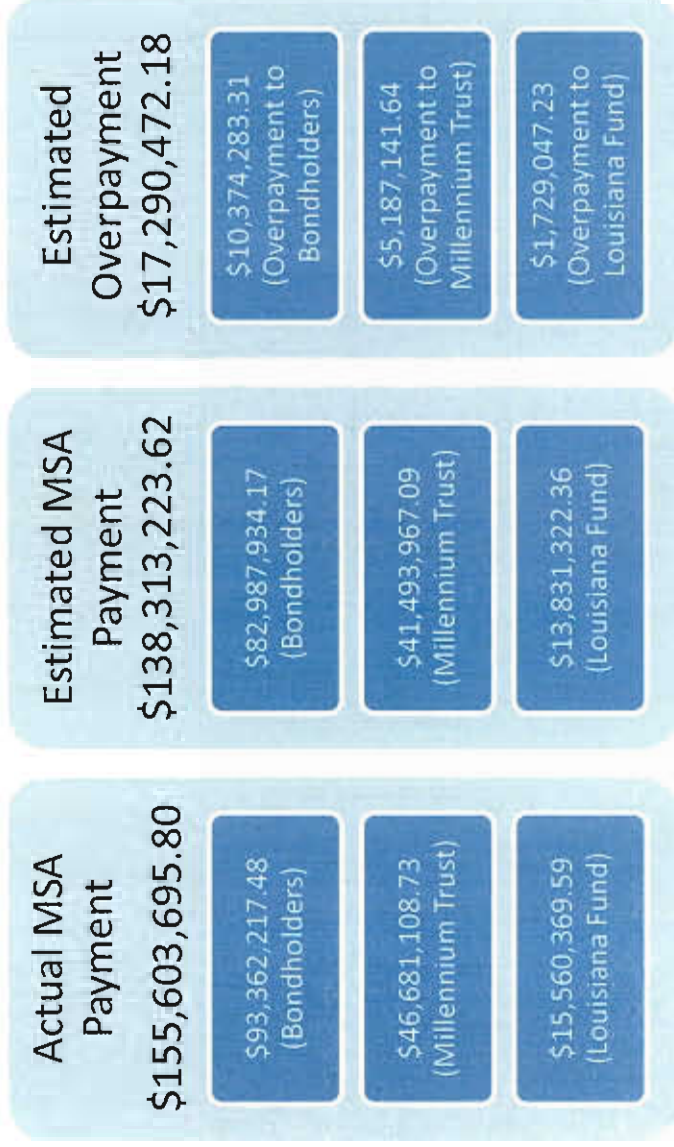 Actual MSA
Payment
$155,603,695.80
$93,362,217.48
(Bondholders)
$46,681,108.73
(Millennium Trust)
$15,560,369.59
(Louisiana Fund)
Estimated MSA
Payment
$138,313,223.62
$82,987,934.17
(Bondholders)
$41,493,967.09
(Millennium Trust)
$13,831,322.36
(Louisiana Fund)
Estimated
Overpayment
$17,290,472.18
$10,374,283.31
(Overpayment to
Bondholders)
$5,187,141.64
(Overpayment to
Millennium Trust)
$1,729,047.23
(Overpayment to
Louisiana Fund)